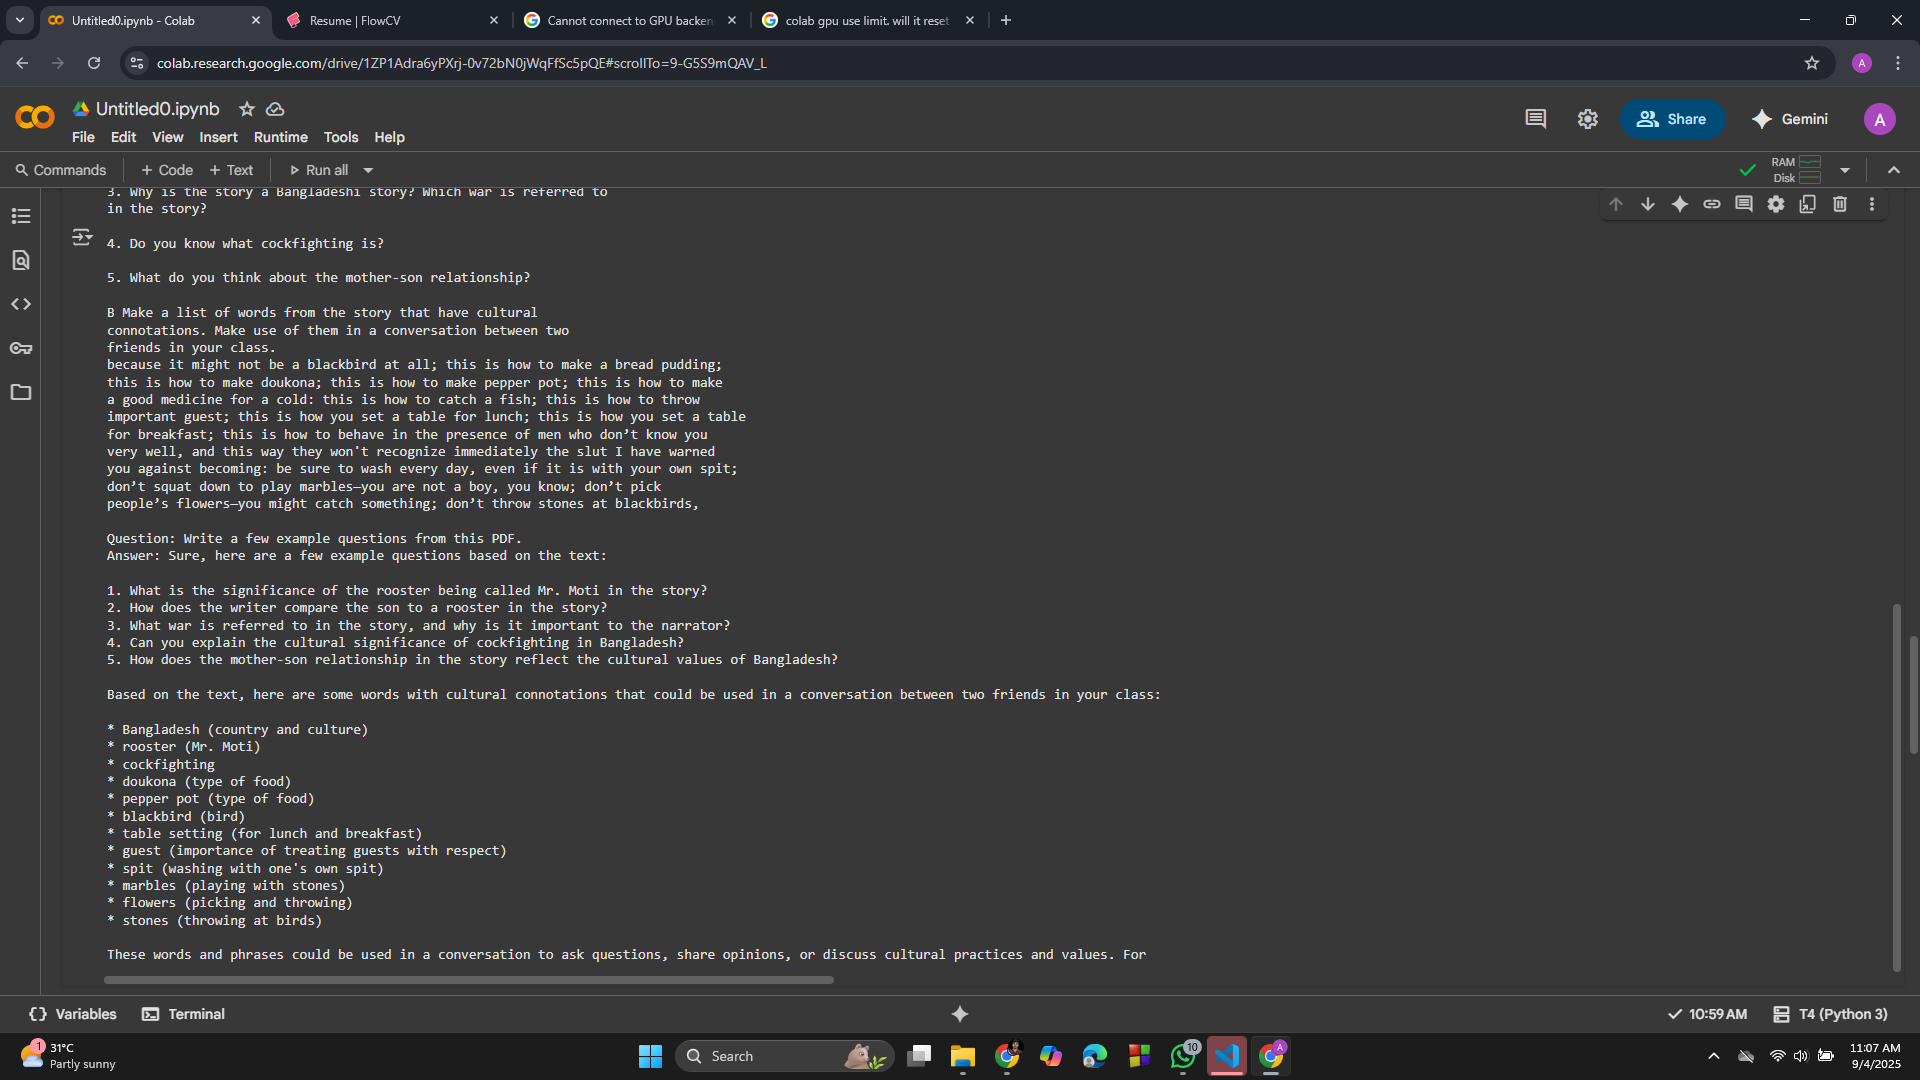 Untitled0.ipynb - Colab
Resume | FlowCV
Cannot connect to GPU backen
colab gpu use limit. will it reset
colab.research.google.com/drive/1ZP1Adra6yPXrj-0v72bN0jWqFfSc5pQE#scrollTo=9-G5S9mQAV_L
A
Untitled0.ipynb
File Edit View Insert Runtime Tools Help
Share
Gemini
A
Commands + Code + Text Run all
RAM
Disk
3. Why is the story a Bangladeshi story? Which war is referred to
in the story?
4. Do you know what cockfighting is?
5. What do you think about the mother-son relationship?
B Make a list of words from the story that have cultural
connotations. Make use of them in a conversation between two
friends in your class.
because it might not be a blackbird at all; this is how to make a bread pudding;
this is how to make doukona; this is how to make pepper pot; this is how to make
a good medicine for a cold: this is how to catch a fish; this is how to throw
important guest; this is how you set a table for lunch; this is how you set a table
for breakfast; this is how to behave in the presence of men who don’t know you
very well, and this way they won't recognize immediately the slut I have warned
you against becoming: be sure to wash every day, even if it is with your own spit;
don’t squat down to play marbles—you are not a boy, you know; don’t pick
people’s flowers—you might catch something; don’t throw stones at blackbirds,
Question: Write a few example questions from this PDF.
Answer: Sure, here are a few example questions based on the text:
1. What is the significance of the rooster being called Mr. Moti in the story?
2. How does the writer compare the son to a rooster in the story?
3. What war is referred to in the story, and why is it important to the narrator?
4. Can you explain the cultural significance of cockfighting in Bangladesh?
5. How does the mother-son relationship in the story reflect the cultural values of Bangladesh?
Based on the text, here are some words with cultural connotations that could be used in a conversation between two friends in your class:
* Bangladesh (country and culture)
* rooster (Mr. Moti)
* cockfighting
* doukona (type of food)
* pepper pot (type of food)
* blackbird (bird)
* table setting (for lunch and breakfast)
* guest (importance of treating guests with respect)
* spit (washing with one's own spit)
* marbles (playing with stones)
* flowers (picking and throwing)
* stones (throwing at birds)
These words and phrases could be used in a conversation to ask questions, share opinions, or discuss cultural practices and values. For
Variables
Terminal
10:59 AM
T4 (Python 3)
1
31°C
Partly sunny
Search
10
A
11:07 AM
9/4/2025